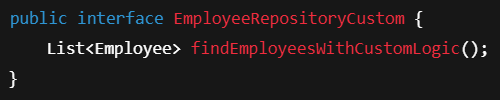 public interface EmployeeRepositoryCustom {
    List<Employee> findEmployeesWithCustomLogic();
}